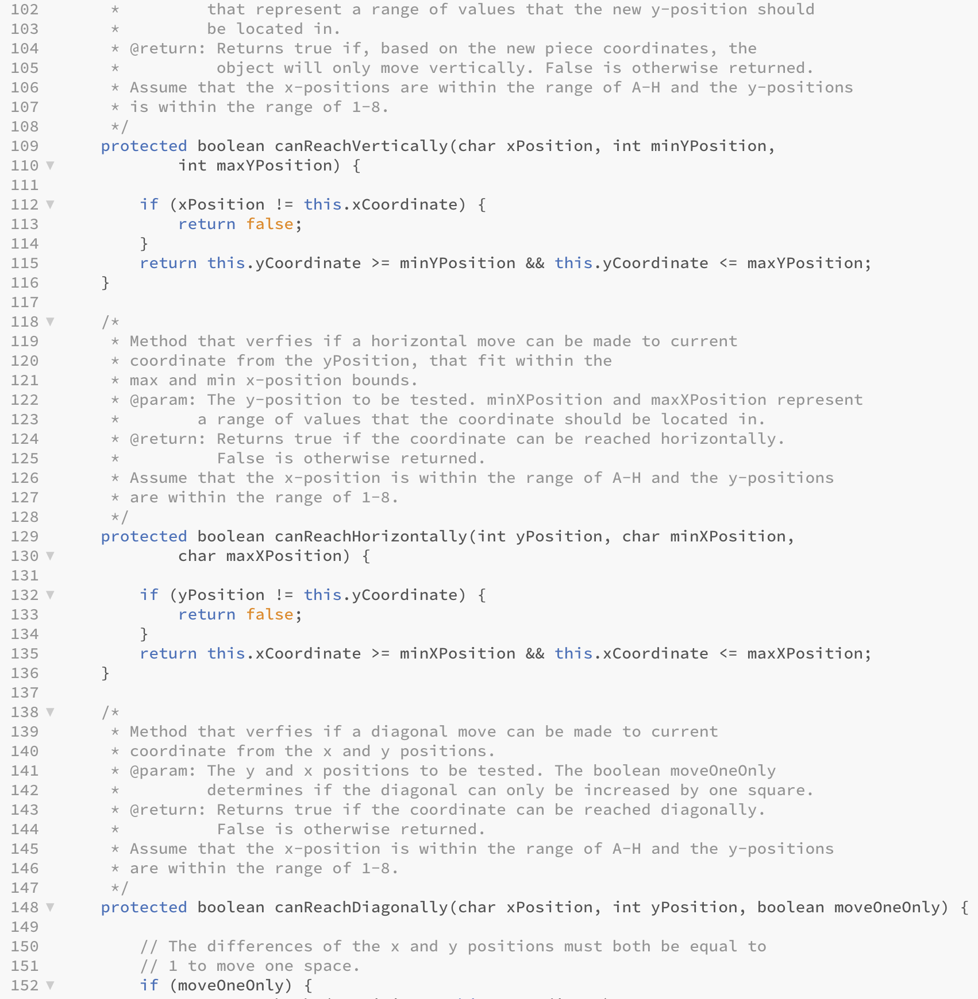 102 * that represent a range of values that the new y-position should
103 * be located in.
104 * @return: Returns true if, based on the new piece coordinates, the
105 * object will only move vertically. False is otherwise returned.
106 * Assume that the x-positions are within the range of A-H and the y-positions
107 * is within the range of 1-8.
108 */
109 protected boolean canReachVertically(char xPosition, int minYPosition,
110 int maxYPosition) {
111
112 if (xPosition != this.xCoordinate) {
113 return false;
114 }
115 return this.yCoordinate >= minYPosition && this.yCoordinate <= maxYPosition;
116 }
117
118 /*
119 * Method that verfies if a horizontal move can be made to current
120 * coordinate from the yPosition, that fit within the
121 * max and min x-position bounds.
122 * @param: The y-position to be tested. minXPosition and maxXPosition represent
123 * a range of values that the coordinate should be located in.
124 * @return: Returns true if the coordinate can be reached horizontally.
125 * False is otherwise returned.
126 * Assume that the x-position is within the range of A-H and the y-positions
127 * are within the range of 1-8.
128 */
129 protected boolean canReachHorizontally(int yPosition, char minXPosition,
130 char maxXPosition) {
131
132 if (yPosition != this.yCoordinate) {
133 return false;
134 }
135 return this.xCoordinate >= minXPosition && this.xCoordinate <= maxXPosition;
136 }
137
138 /*
139 * Method that verfies if a diagonal move can be made to current
140 * coordinate from the x and y positions.
141 * @param: The y and x positions to be tested. The boolean moveOneOnly
142 * determines if the diagonal can only be increased by one square.
143 * @return: Returns true if the coordinate can be reached diagonally.
144 * False is otherwise returned.
145 * Assume that the x-position is within the range of A-H and the y-positions
146 * are within the range of 1-8.
147 */
148 protected boolean canReachDiagonally(char xPosition, int yPosition, boolean moveOneOnly) {
149
150 // The differences of the x and y positions must both be equal to
151 // 1 to move one space.
152 if (moveOneOnly) {